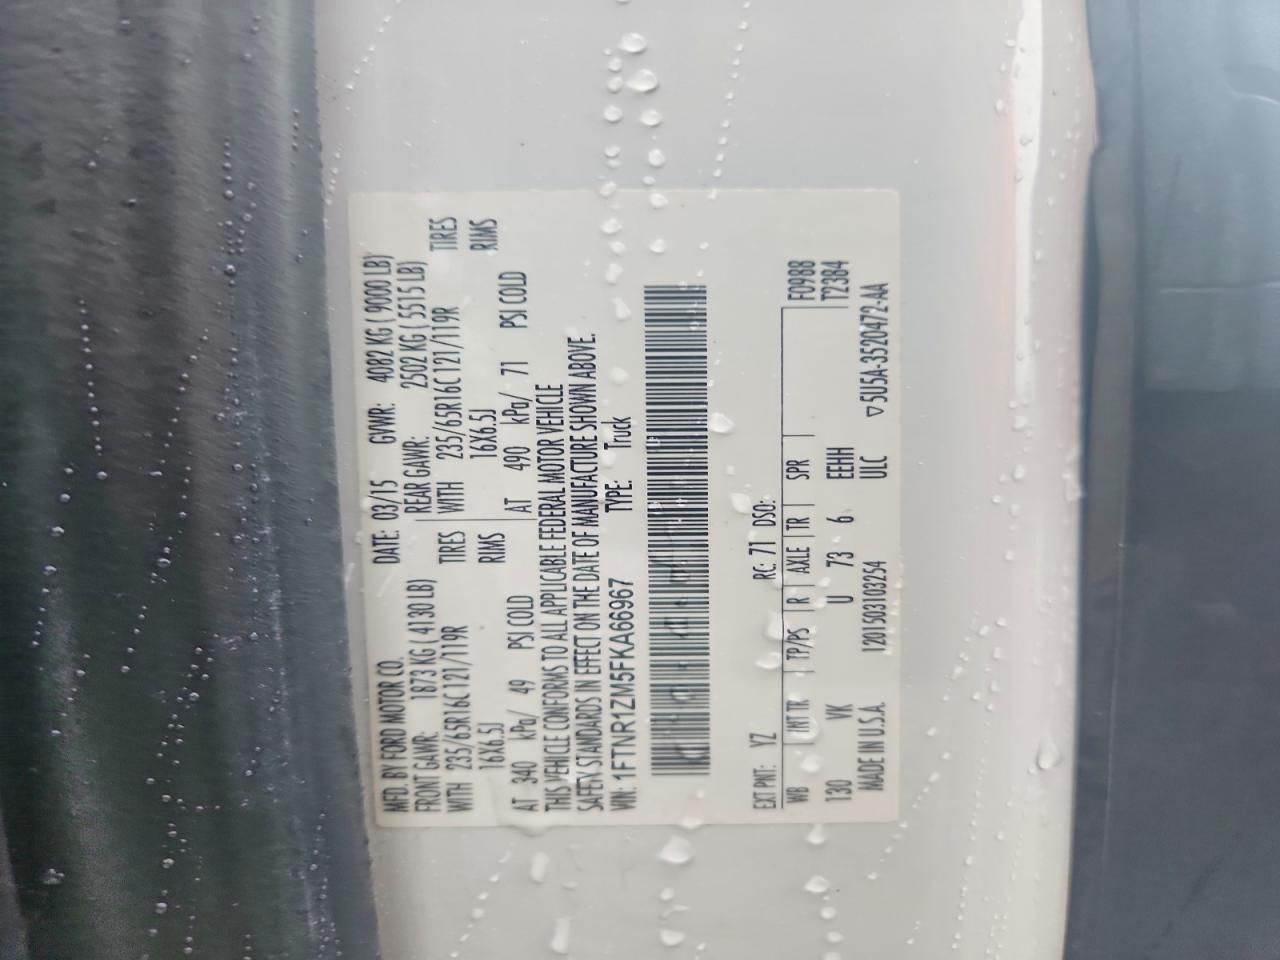 MFD. BY FORD MOTOR CO.
DATE: 03/15 GVWR: 4082 KG ( 9000 LB)
FRONT GAWR: 1873 KG ( 4130 LB)
REAR GAWR: 2502 KG ( 5515 LB)
WITH 235/65R16C 121/119R TIRES
WITH 235/65R16C 121/119R TIRES
16X6.5J RIMS
16X6.5J RIMS
AT 340 kPa/ 49 PSI COLD
AT 490 kPa/ 71 PSI COLD
THIS VEHICLE CONFORMS TO ALL APPLICABLE FEDERAL MOTOR VEHICLE
SAFETY STANDARDS IN EFFECT ON THE DATE OF MANUFACTURE SHOWN ABOVE.
VIN: 1FTNR1ZM5FKA66967 TYPE: Truck
EXT PNT: YZ RC: 71 DSO:
WB INT TR TP/PS R AXLE TR SPR F0988
130 VK U 73 6 EEHH T2384
MADE IN U.S.A. 1201503103254 ULC ▽5U5A-3520472-AA